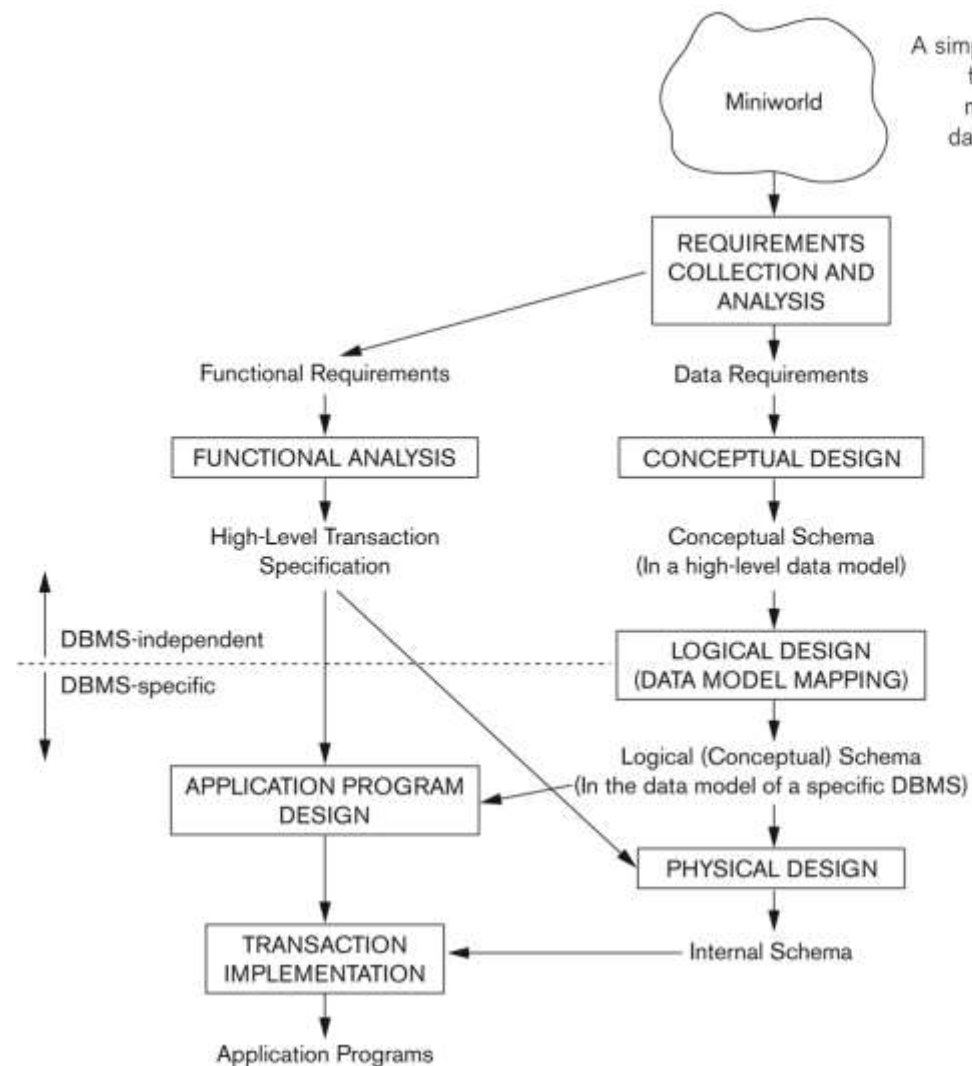 A simp
Miniworld
da
REQUIREMENTS
COLLECTION AND
ANALYSIS
Functional Requirements
Data Requirements
FUNCTIONAL ANALYSIS
CONCEPTUAL DESIGN
High-Level Transaction
Specification
Conceptual Schema
(In a high-level data model)
DBMS-independent
LOGICAL DESIGN
(DATA MODEL MAPPING)
DBMS-specific
Logical (Conceptual) Schema
(In the data model of a specific DBMS)
APPLICATION PROGRAM
DESIGN
PHYSICAL DESIGN
TRANSACTION
IMPLEMENTATION
Internal Schema
Application Programs